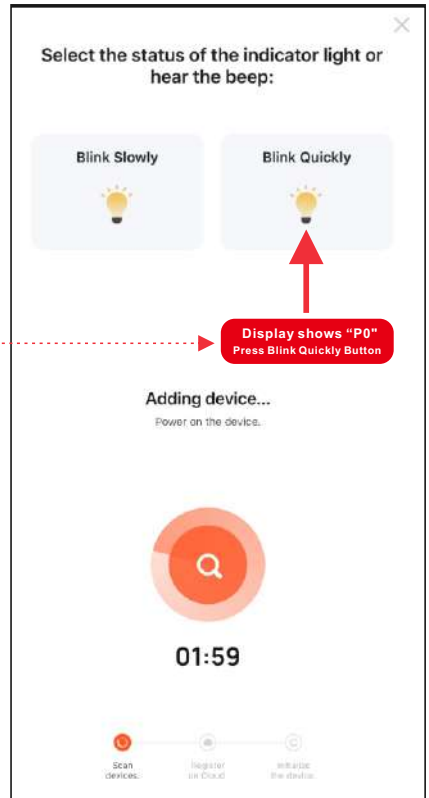 Select the status of the indicator light or
hear the beep:
Blink Slowly
Blink Quickly
Display shows “P0"
Press Blink Quickly Button
Adding device...
Power on the device.
01:59
Scan
devices.
Register
on Cloud
Initialize
the device.